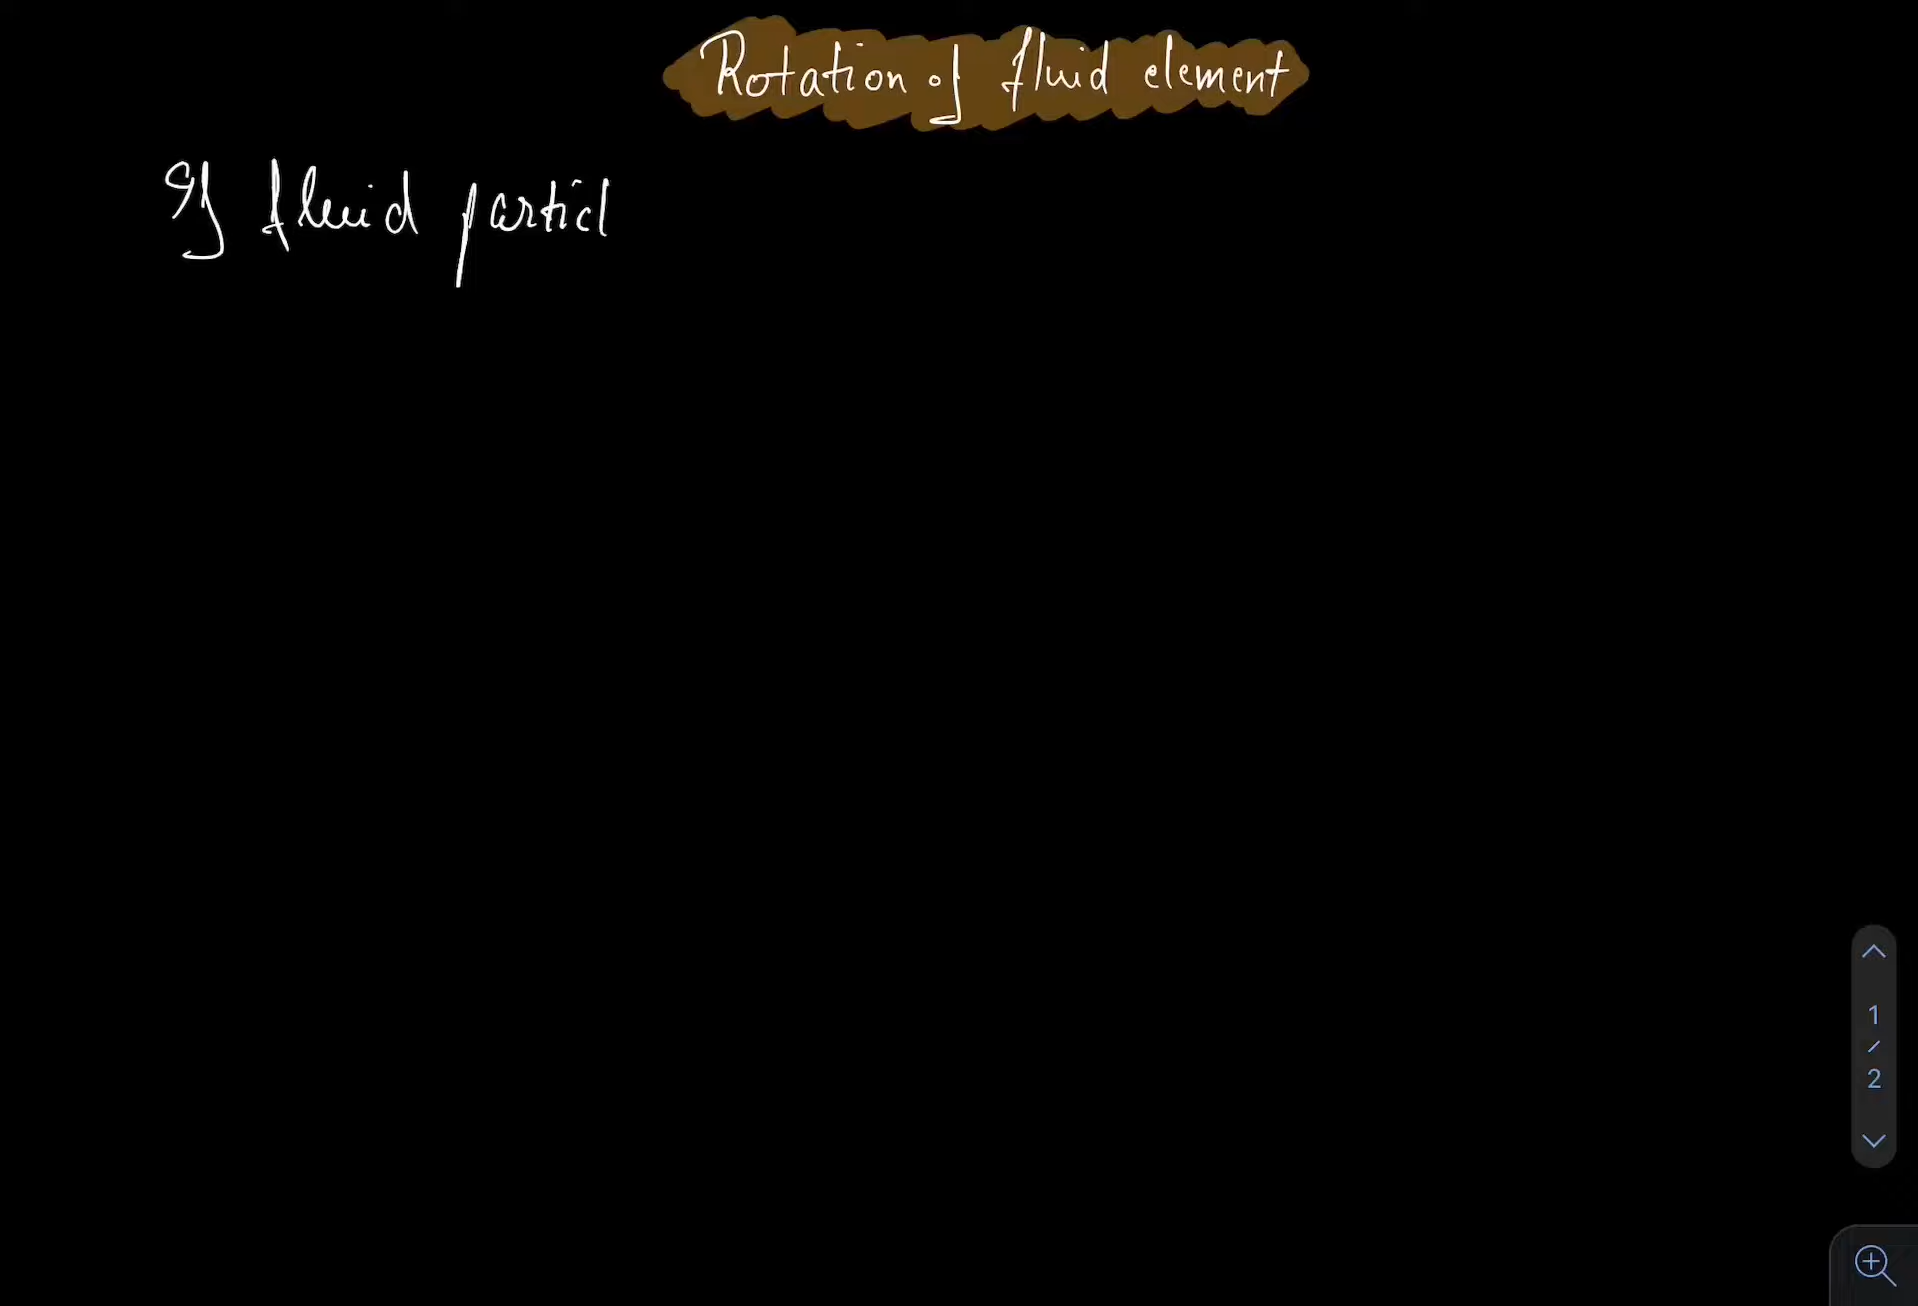 Rotation of fluid element
If fluid particl
1
/
2